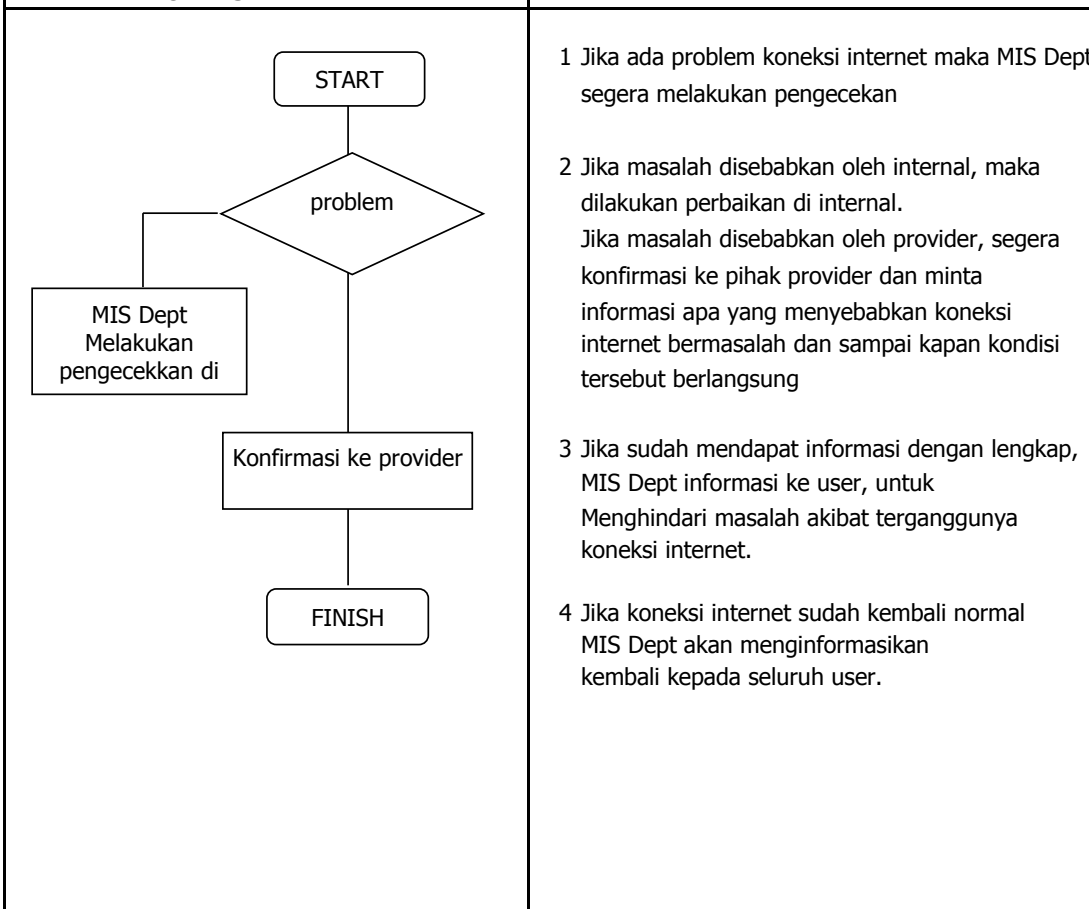 START
problem
MIS Dept
Melakukan
pengecekkan di
Konfirmasi ke provider
FINISH
1 Jika ada problem koneksi internet maka MIS Dept
segera melakukan pengecekan
2 Jika masalah disebabkan oleh internal, maka
dilakukan perbaikan di internal.
Jika masalah disebabkan oleh provider, segera
konfirmasi ke pihak provider dan minta
informasi apa yang menyebabkan koneksi
internet bermasalah dan sampai kapan kondisi
tersebut berlangsung
3 Jika sudah mendapat informasi dengan lengkap,
MIS Dept informasi ke user, untuk
Menghindari masalah akibat terganggunya
koneksi internet.
4 Jika koneksi internet sudah kembali normal
MIS Dept akan menginformasikan
kembali kepada seluruh user.